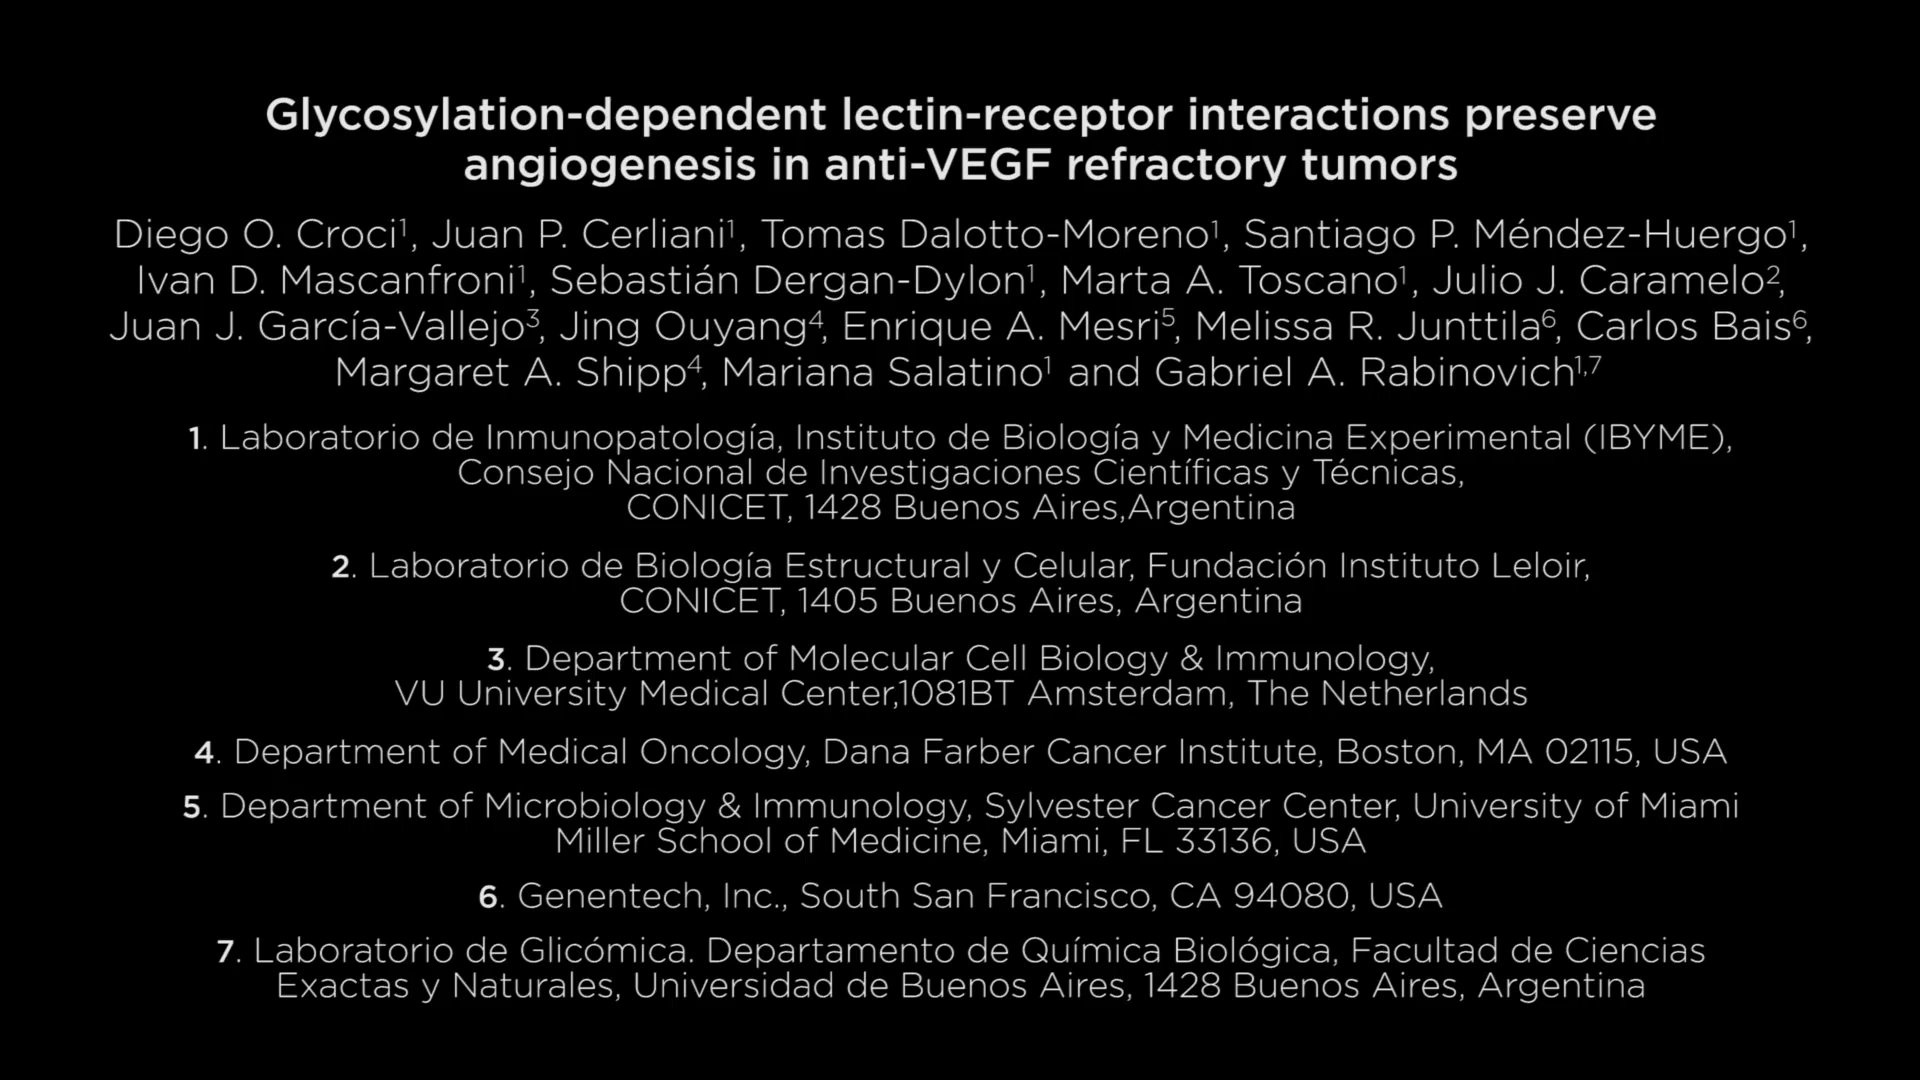 Glycosylation-dependent lectin-receptor interactions preserve
angiogenesis in anti-VEGF refractory tumors
Diego O. Croci¹, Juan P. Cerliani¹, Tomas Dalotto-Moreno¹, Santiago P. Méndez-Huergo¹,
Ivan D. Mascanfroni¹, Sebastián Dergan-Dylon¹, Marta A. Toscano¹, Julio J. Caramelo²,
Juan J. García-Vallejo³, Jing Ouyang⁴, Enrique A. Mesri⁵, Melissa R. Junttila⁶, Carlos Bais⁶,
Margaret A. Shipp⁴, Mariana Salatino¹ and Gabriel A. Rabinovich¹,⁷
1. Laboratorio de Inmunopatología, Instituto de Biología y Medicina Experimental (IBYME),
Consejo Nacional de Investigaciones Científicas y Técnicas,
CONICET, 1428 Buenos Aires,Argentina
2. Laboratorio de Biología Estructural y Celular, Fundación Instituto Leloir,
CONICET, 1405 Buenos Aires, Argentina
3. Department of Molecular Cell Biology & Immunology,
VU University Medical Center,1081BT Amsterdam, The Netherlands
4. Department of Medical Oncology, Dana Farber Cancer Institute, Boston, MA 02115, USA
5. Department of Microbiology & Immunology, Sylvester Cancer Center, University of Miami
Miller School of Medicine, Miami, FL 33136, USA
6. Genentech, Inc., South San Francisco, CA 94080, USA
7. Laboratorio de Glicómica. Departamento de Química Biológica, Facultad de Ciencias
Exactas y Naturales, Universidad de Buenos Aires, 1428 Buenos Aires, Argentina